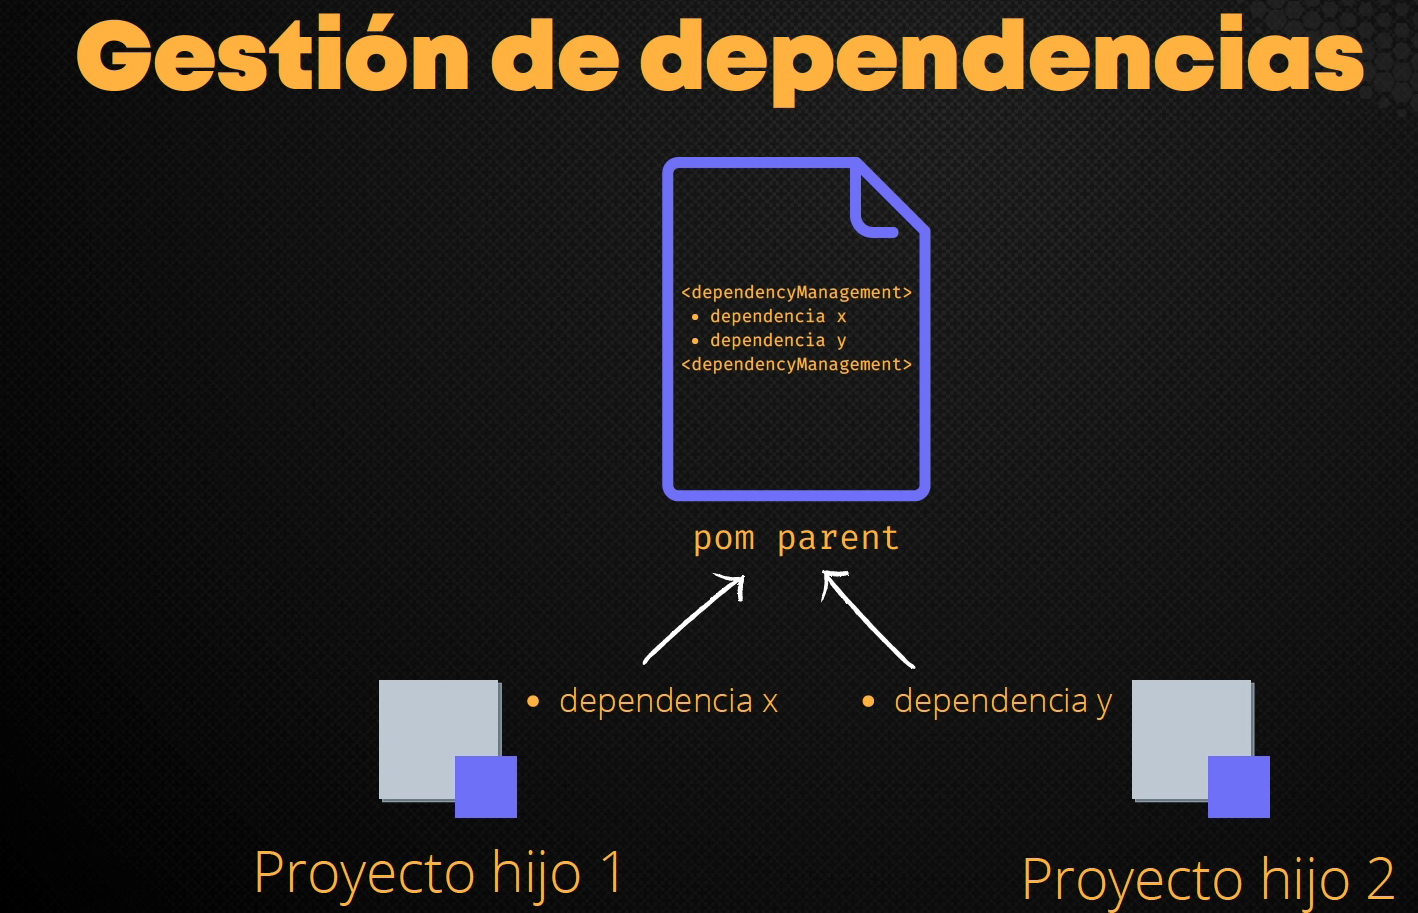 Gestión de dependencias
<dependencyManagement>
• dependencia x
• dependencia y
<dependencyManagement>
pom parent
• dependencia x
• dependencia y
Proyecto hijo 1
Proyecto hijo 2